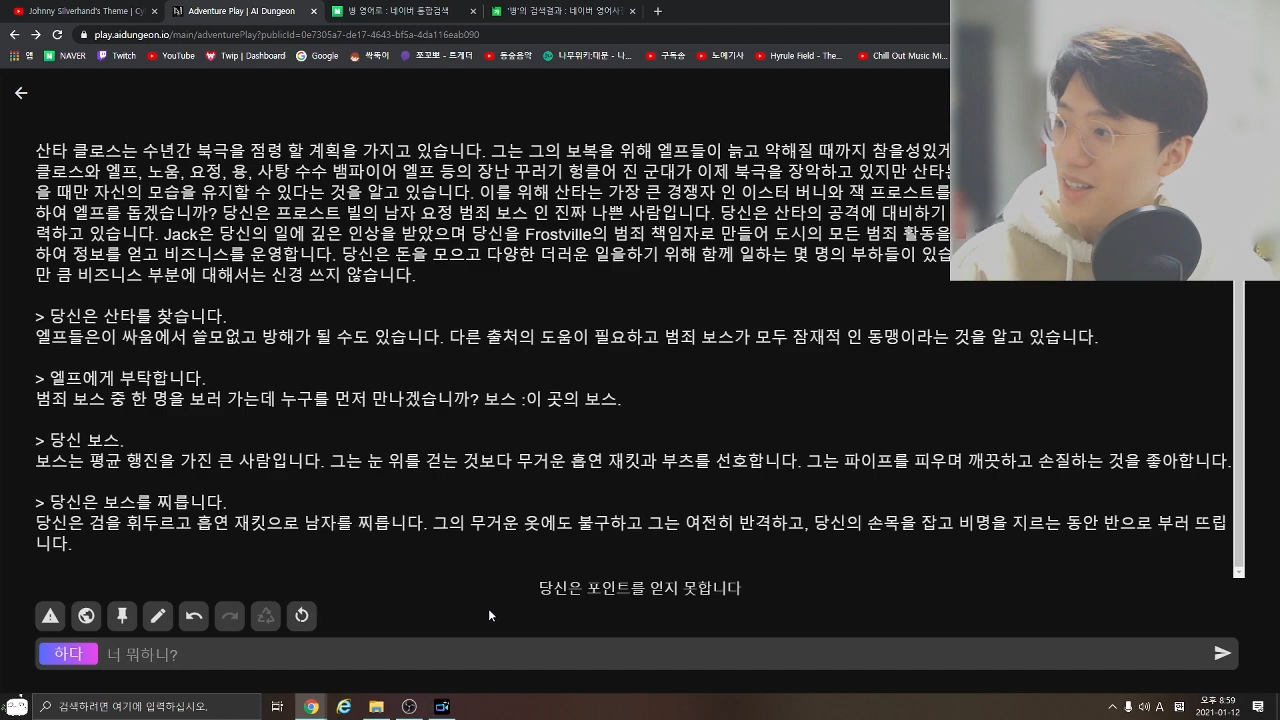 Johnny Silverhand's Theme | Cy
Adventure Play | AI Dungeon
병 영어로 : 네이버 통합검색
'병'의 검색결과 : 네이버 영어사
play.aidungeon.io/main/adventurePlay?publicId=0e7305a7-de17-4643-bf5a-4da116eab090
앱 NAVER Twitch YouTube Twip | Dashboard Google 싹둑이 쪼꼬뽀 - 트게더 동숲음악 나무위키:대문 - 나... 구독송 노예기사 Hyrule Field - The... Chill Out Music Mi...
산타 클로스는 수년간 북극을 점령 할 계획을 가지고 있습니다. 그는 그의 보복을 위해 엘프들이 늙고 약해질 때까지 참을성있게
클로스와 엘프, 노움, 요정, 용, 사탕 수수 뱀파이어 엘프 등의 장난 꾸러기 헝클어 진 군대가 이제 북극을 장악하고 있지만 산타는
을 때만 자신의 모습을 유지할 수 있다는 것을 알고 있습니다. 이를 위해 산타는 가장 큰 경쟁자 인 이스터 버니와 잭 프로스트를
하여 엘프를 돕겠습니까? 당신은 프로스트 빌의 남자 요정 범죄 보스 인 진짜 나쁜 사람입니다. 당신은 산타의 공격에 대비하기
력하고 있습니다. Jack은 당신의 일에 깊은 인상을 받았으며 당신을 Frostville의 범죄 책임자로 만들어 도시의 모든 범죄 활동을
하여 정보를 얻고 비즈니스를 운영합니다. 당신은 돈을 모으고 다양한 더러운 일을하기 위해 함께 일하는 몇 명의 부하들이 있습
만 큼 비즈니스 부분에 대해서는 신경 쓰지 않습니다.
> 당신은 산타를 찾습니다.
엘프들은이 싸움에서 쓸모없고 방해가 될 수도 있습니다. 다른 출처의 도움이 필요하고 범죄 보스가 모두 잠재적 인 동맹이라는 것을 알고 있습니다.
> 엘프에게 부탁합니다.
범죄 보스 중 한 명을 보러 가는데 누구를 먼저 만나겠습니까? 보스 :이 곳의 보스.
> 당신 보스.
보스는 평균 행진을 가진 큰 사람입니다. 그는 눈 위를 걷는 것보다 무거운 흡연 재킷과 부츠를 선호합니다. 그는 파이프를 피우며 깨끗하고 손질하는 것을 좋아합니다.
> 당신은 보스를 찌릅니다.
당신은 검을 휘두르고 흡연 재킷으로 남자를 찌릅니다. 그의 무거운 옷에도 불구하고 그는 여전히 반격하고, 당신의 손목을 잡고 비명을 지르는 동안 반으로 부러 뜨립
니다.
당신은 포인트를 얻지 못합니다
하다 너 뭐하니?
검색하려면 여기에 입력하십시오.
A 오후 8:59
2021-01-12